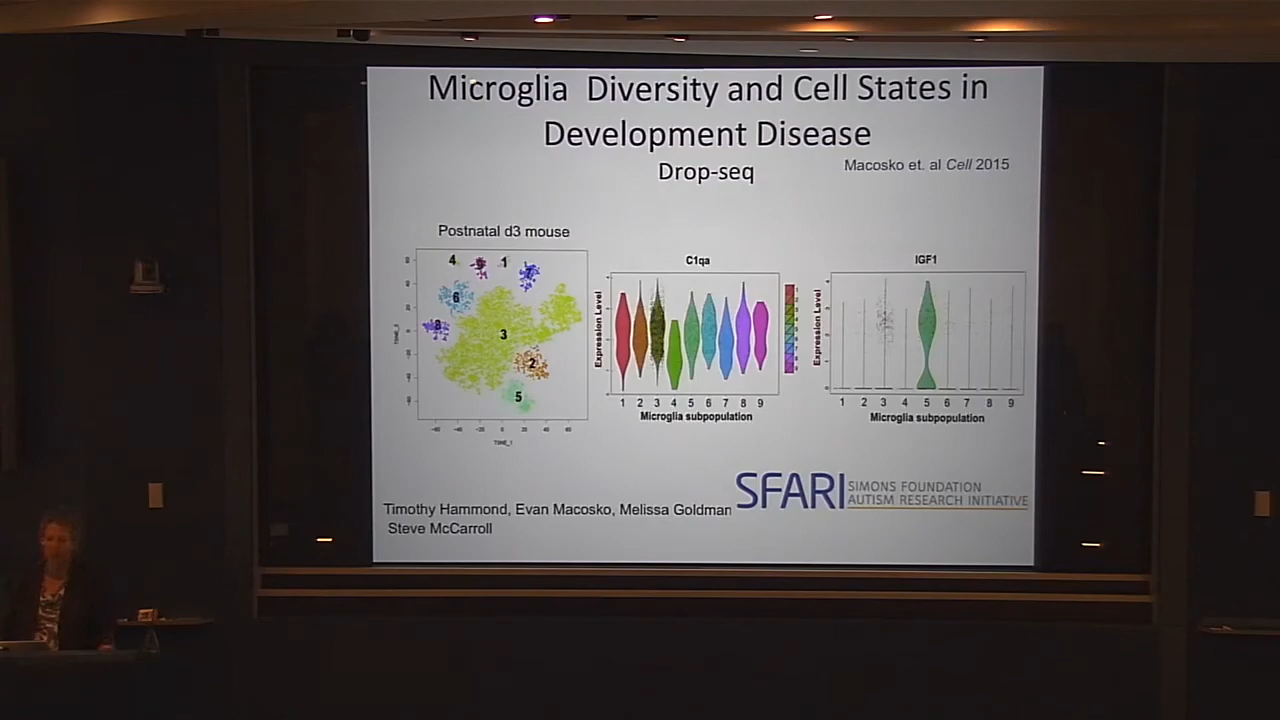 Microglia Diversity and Cell States in
Development Disease
Drop-seq
Macosko et. al Cell 2015
Postnatal d3 mouse
C1qa
IGF1
4
1
7
6
8
3
2
5
TSNE_1
Expression Level
1 2 3 4 5 6 7 8 9
Microglia subpopulation
Expression Level
1 2 3 4 5 6 7 8 9
Microglia subpopulation
SFARI
SIMONS FOUNDATION
AUTISM RESEARCH INITIATIVE
Timothy Hammond, Evan Macosko, Melissa Goldman
Steve McCarroll